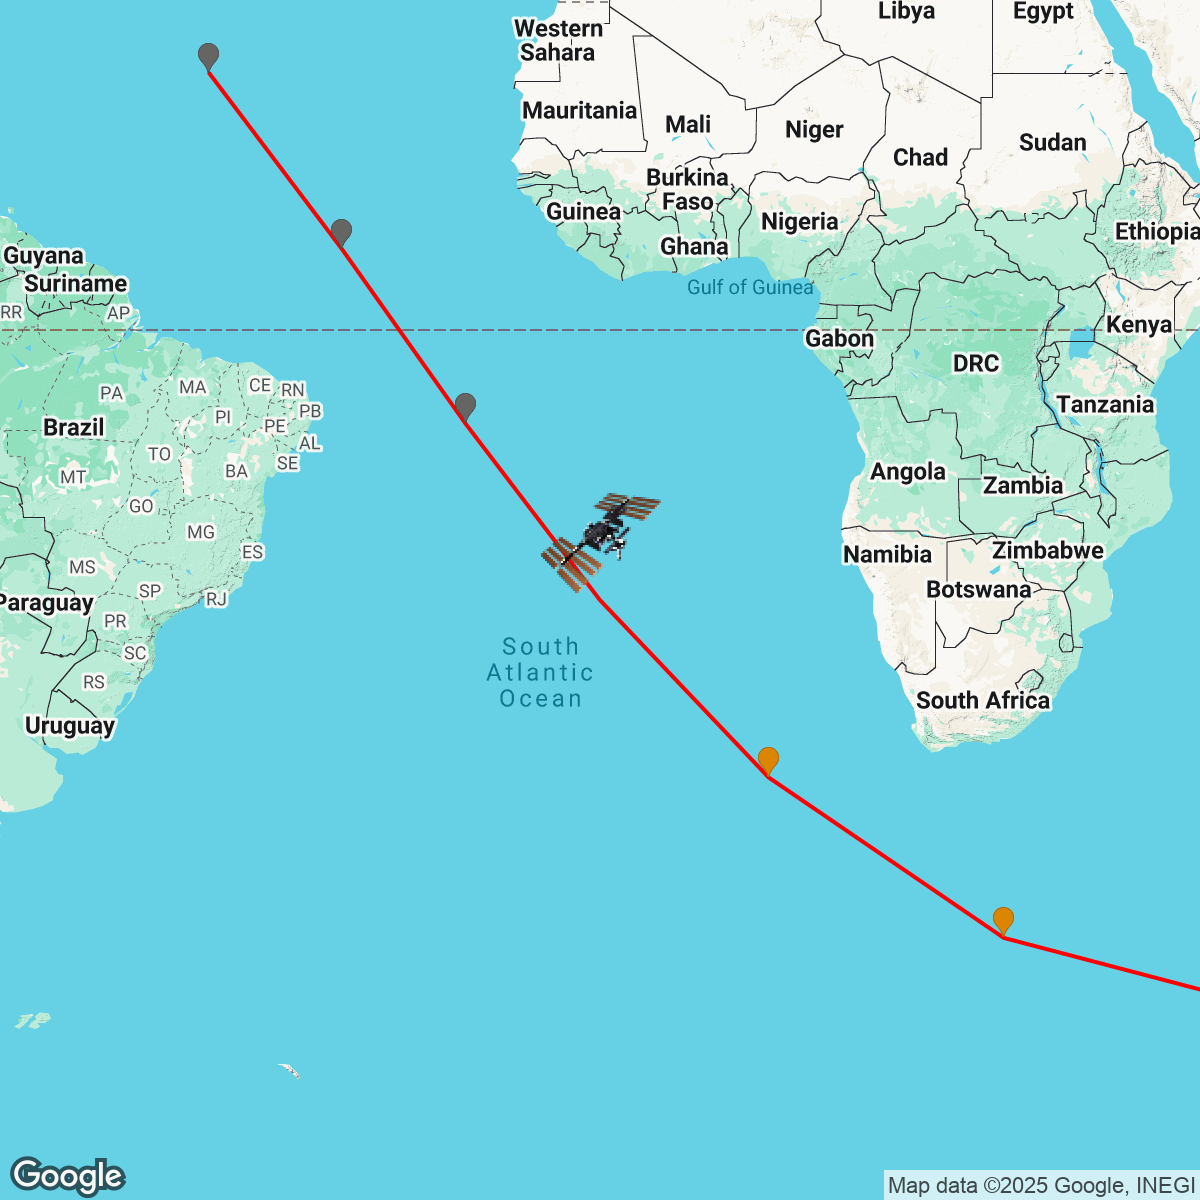 Libya
Egypt
Western
Sahara
Mauritania
Mali
Niger
Chad
Sudan
Burkina
Faso
Guinea
Nigeria
Ghana
Ethiopia
Guyana
Suriname
Gulf of Guinea
RR
AP
Gabon
Kenya
DRC
Tanzania
PA
MA
CE
RN
PI
PB
PE
Brazil
AL
TO
SE
BA
MT
Angola
Zambia
GO
MG
ES
Namibia
Zimbabwe
MS
SP
Botswana
RJ
Paraguay
PR
SC
RS
South
Atlantic
Ocean
Uruguay
South Africa
Google
Map data ©2025 Google, INEGI